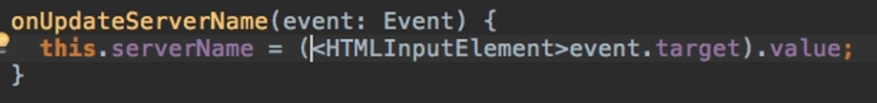 onUpdateServerName(event: Event) {
this.serverName = (<HTMLInputElement>event.target).value;
}